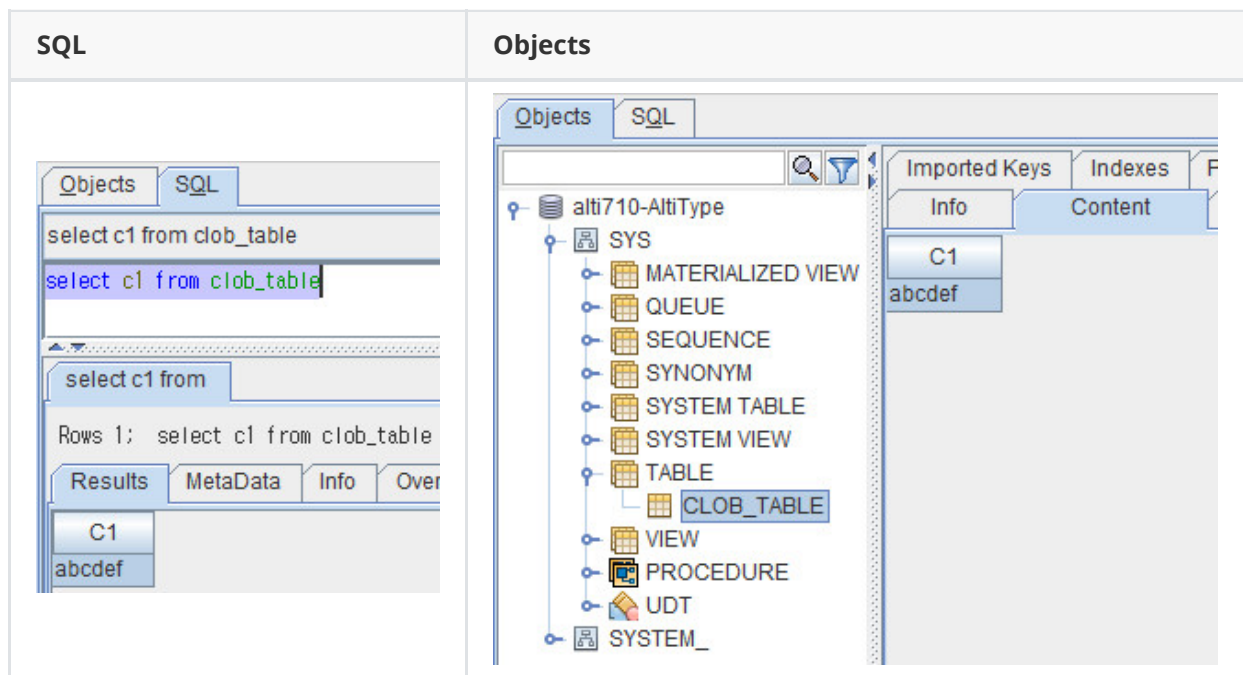 SQL
Objects
Objects SQL
select c1 from clob_table
select c1 from clob_table
select c1 from
Rows 1; select c1 from clob_table
Results MetaData Info Over
C1
abcdef
Objects SQL
Imported Keys Indexes F
Info Content
alti710-AltiType
SYS
MATERIALIZED VIEW
QUEUE
SEQUENCE
SYNONYM
SYSTEM TABLE
SYSTEM VIEW
TABLE
CLOB_TABLE
VIEW
PROCEDURE
UDT
SYSTEM_
C1
abcdef